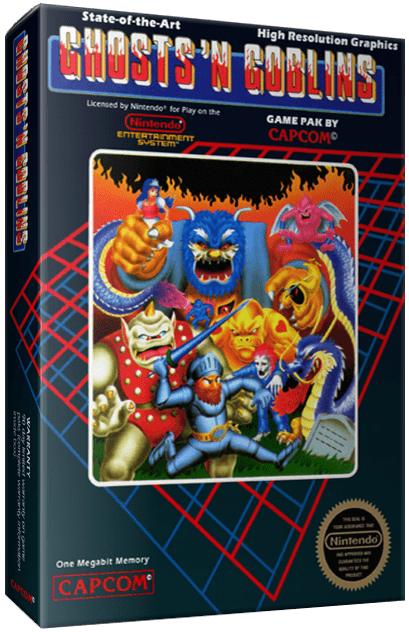 State-of-the-Art
High Resolution Graphics
GHOSTS'N GOBLINS
Licensed by Nintendo® for Play on the
Nintendo®
ENTERTAINMENT
SYSTEM™
GAME PAK BY
CAPCOM©
One Megabit Memory
CAPCOM©
THIS SEAL IS
YOUR ASSURANCE THAT
Nintendo
HAS APPROVED AND
GUARANTEED THE
QUALITY OF THIS
PRODUCT
GHOSTS'N GOBLINS
WARRANTY
CAPCOM